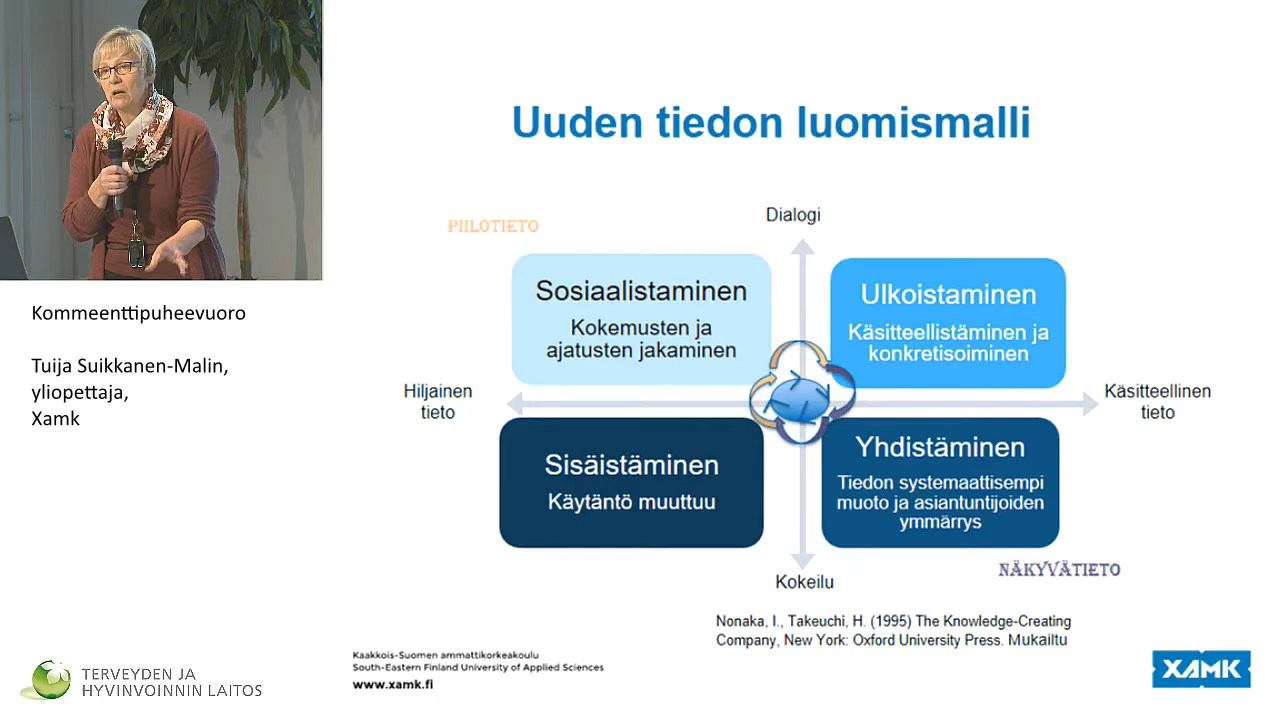 Uuden tiedon luomismalli
PIILOTIETO
Dialogi
Sosiaalistaminen
Kokemusten ja
ajatusten jakaminen
Ulkoistaminen
Käsitteellistäminen ja
konkretisoiminen
Hiljainen
tieto
Käsitteellinen
tieto
Sisäistäminen
Käytäntö muuttuu
Yhdistäminen
Tiedon systemaattisempi
muoto ja asiantuntijoiden
ymmärrys
NÄKYVÄTIETO
Kokeilu
Nonaka, I., Takeuchi, H. (1995) The Knowledge-Creating
Company, New York: Oxford University Press. Mukailtu
Kommeenttipuheevuoro
Tuija Suikkanen-Malin,
yliopettaja,
Xamk
TERVEYDEN JA
HYVINVOINNIN LAITOS
Kaakkois-Suomen ammattikorkeakoulu
South-Eastern Finland University of Applied Sciences
www.xamk.fi
XAMK